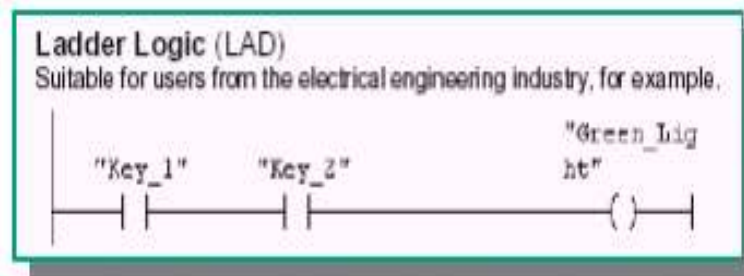 Ladder Logic (LAD)
Suitable for users from the electrical engineering industry, for example.
"Green_Lig
"Key_1" "Key_2" ht"